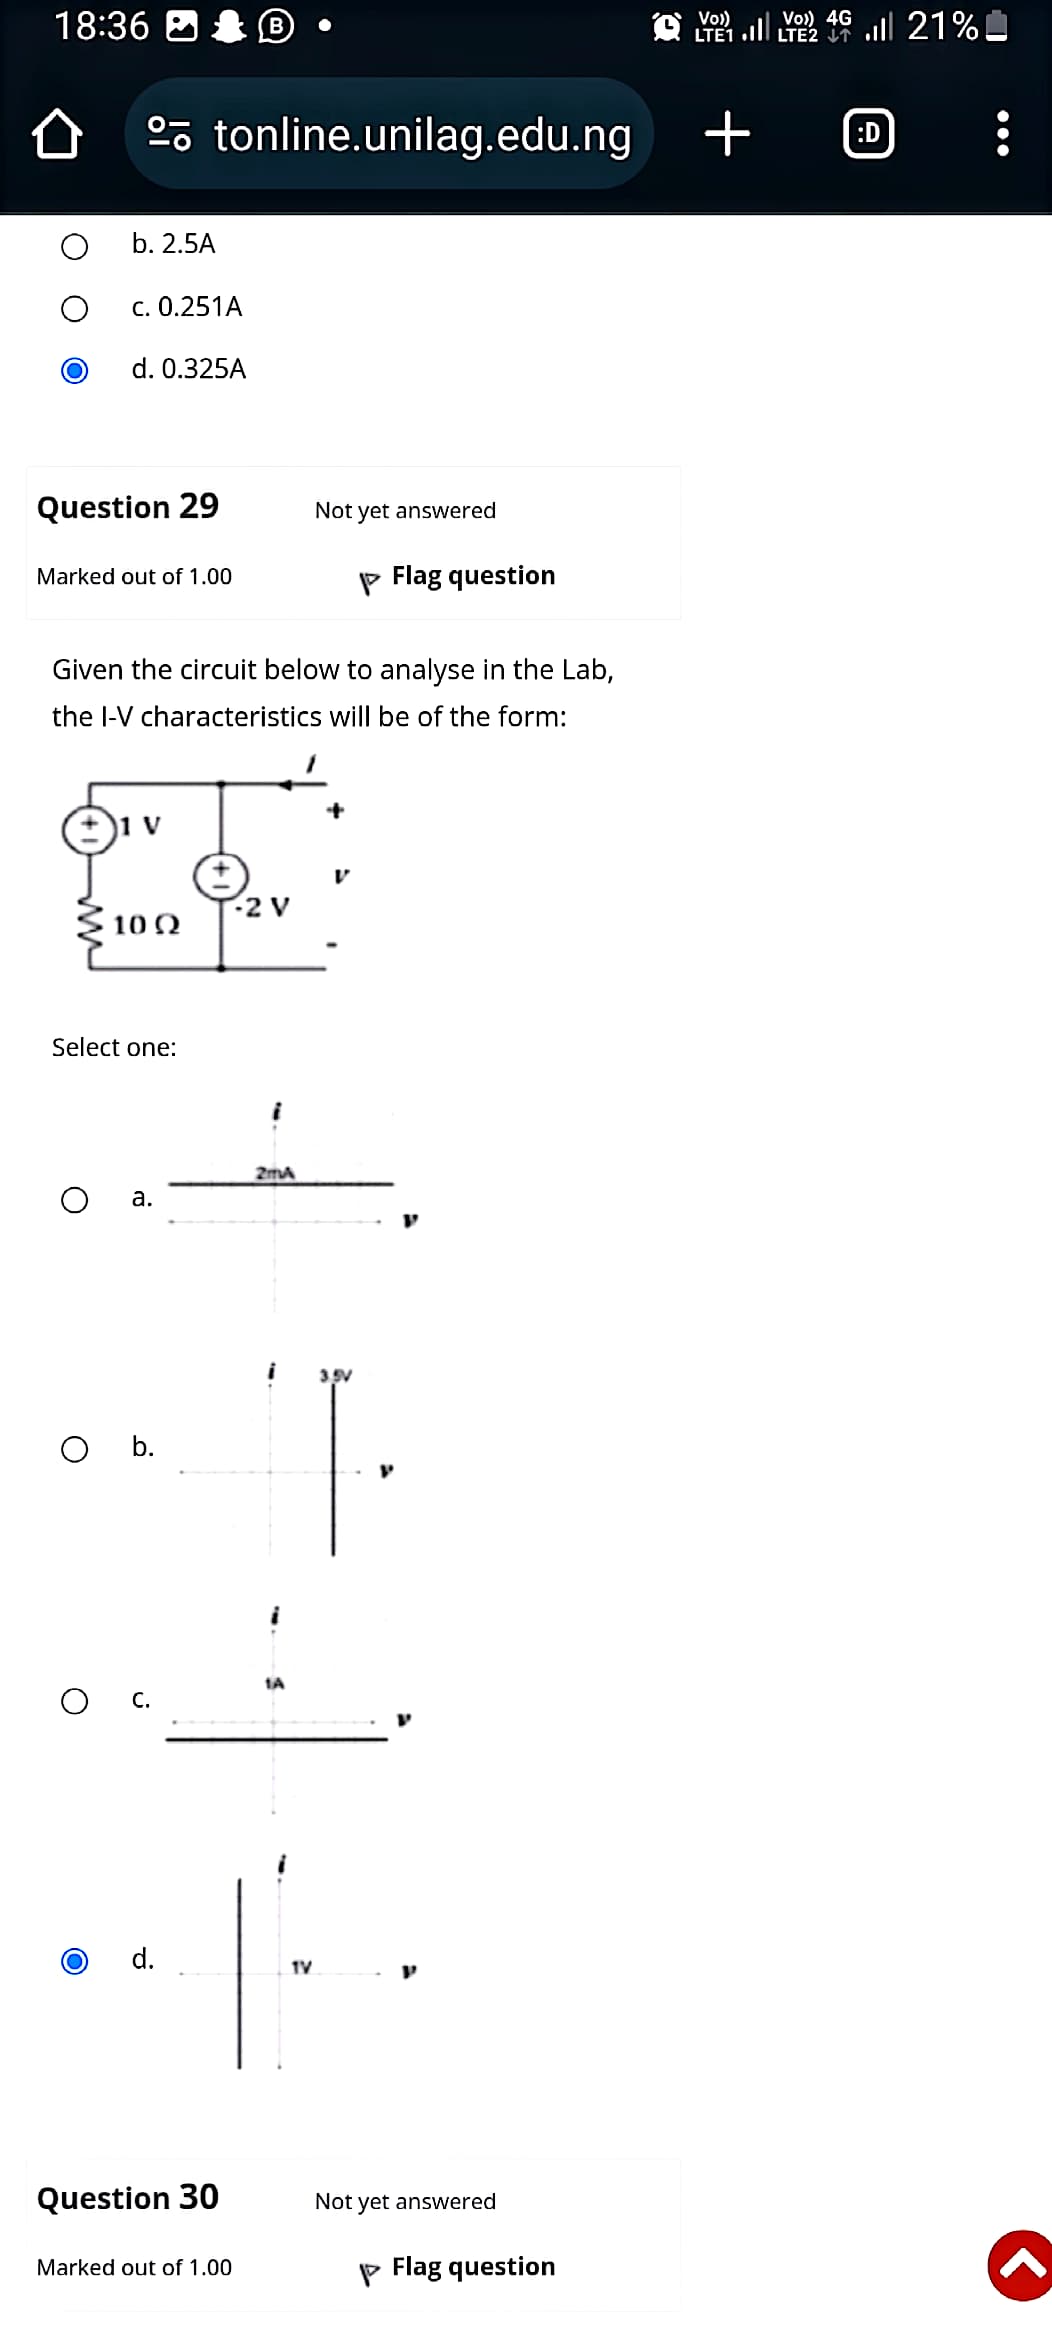 18:36
Vo)) LTE1 Vo)) LTE2 4G 21%
tonline.unilag.edu.ng
:D
b. 2.5A
c. 0.251A
d. 0.325A
Question 29
Not yet answered
Marked out of 1.00
Flag question
Given the circuit below to analyse in the Lab,
the I-V characteristics will be of the form:
I
+
1 V
v
-2 V
10 Ω
-
Select one:
i
2mA
a.
v
i
3.5V
b.
v
i
1A
c.
v
i
d.
1V
v
Question 30
Not yet answered
Marked out of 1.00
Flag question